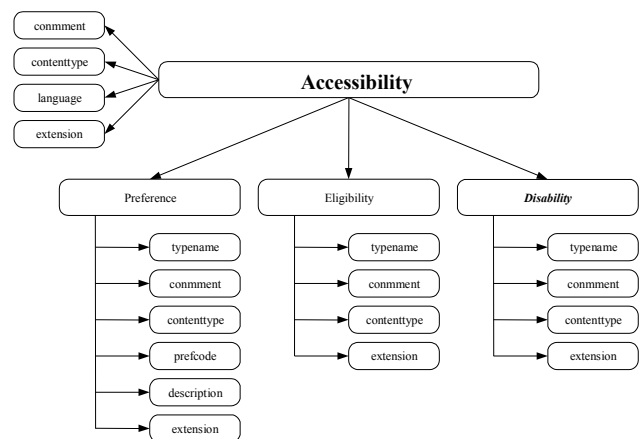 conmment
contenttype
language
extension
Accessibility
Preference
typename
conmment
contenttype
prefcode
description
extension
Eligibility
typename
conmment
contenttype
extension
Disability
typename
conmment
contenttype
extension